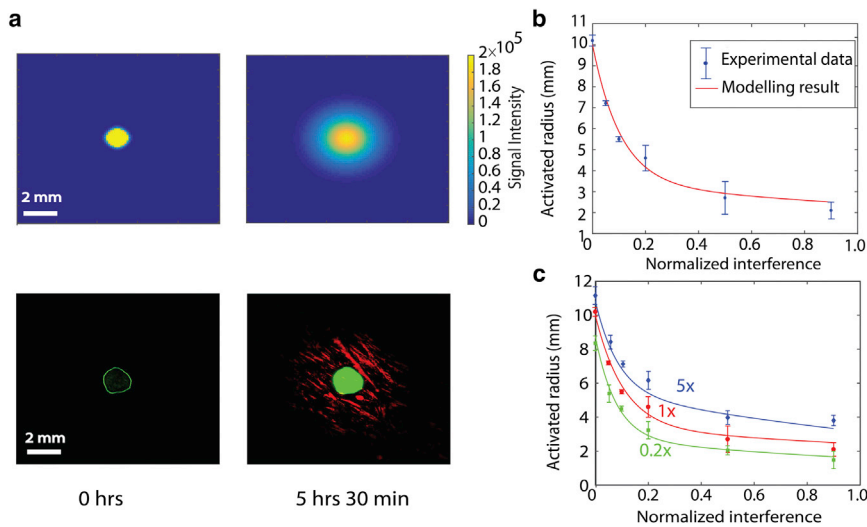 a
2 mm
2×10⁵
1.8
1.6
1.4
1.2
1
0.8
0.6
0.4
0.2
0
Signal Intensity
2 mm
0 hrs
5 hrs 30 min
b
11
10
9
8
7
6
5
4
3
2
1
Activated radius (mm)
Experimental data
Modelling result
0 0.2 0.4 0.6 0.8 1.0
Normalized interference
c
12
10
8
6
4
2
0
Activated radius (mm)
5x
1x
0.2x
0 0.2 0.4 0.6 0.8 1.0
Normalized interference